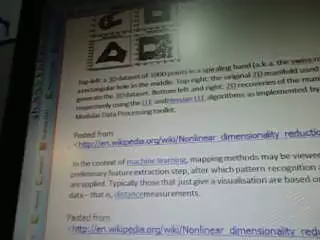 Top-left: a 3D dataset of 1000 points in a spiraling band (a.k.a. the swiss
a rectangular hole in the middle. Top right: the original 2D manifold used
generate the 3D dataset. Bottom left and right: 2D recoveries of the
respectively using the LLE and Hessian LLE algorithms as implemented by
Modular Data Processing toolkit.
Pasted from
<http://en.wikipedia.org/wiki/Nonlinear_dimensionality_reductio
In the context of machine learning, mapping methods may be viewed
preliminary feature extraction step, after which pattern recognition a
are applied. Typically those that just give a visualisation are based on
data – that is, distancemeasurements.
Pasted from
<http://en.wikipedia.org/wiki/Nonlinear_dimensionality_redu